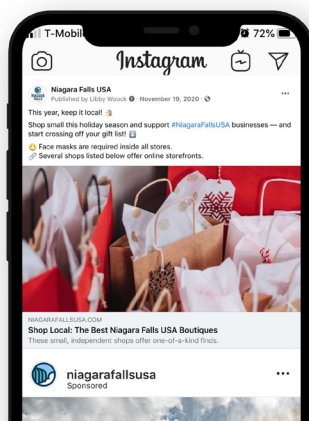 T-Mobil 72%
Instagram
Niagara Falls USA
Published by Libby Woock · November 19, 2020 ·
This year, keep it local!
Shop small this holiday season and support #NiagaraFallsUSA businesses — and
start crossing off your gift list!
Face masks are required inside all stores.
Several shops listed below offer online storefronts.
NIAGARAFALLSUSA.COM
Shop Local: The Best Niagara Falls USA Boutiques
These small, independent shops offer one-of-a-kind finds.
niagarafallsusa
Sponsored